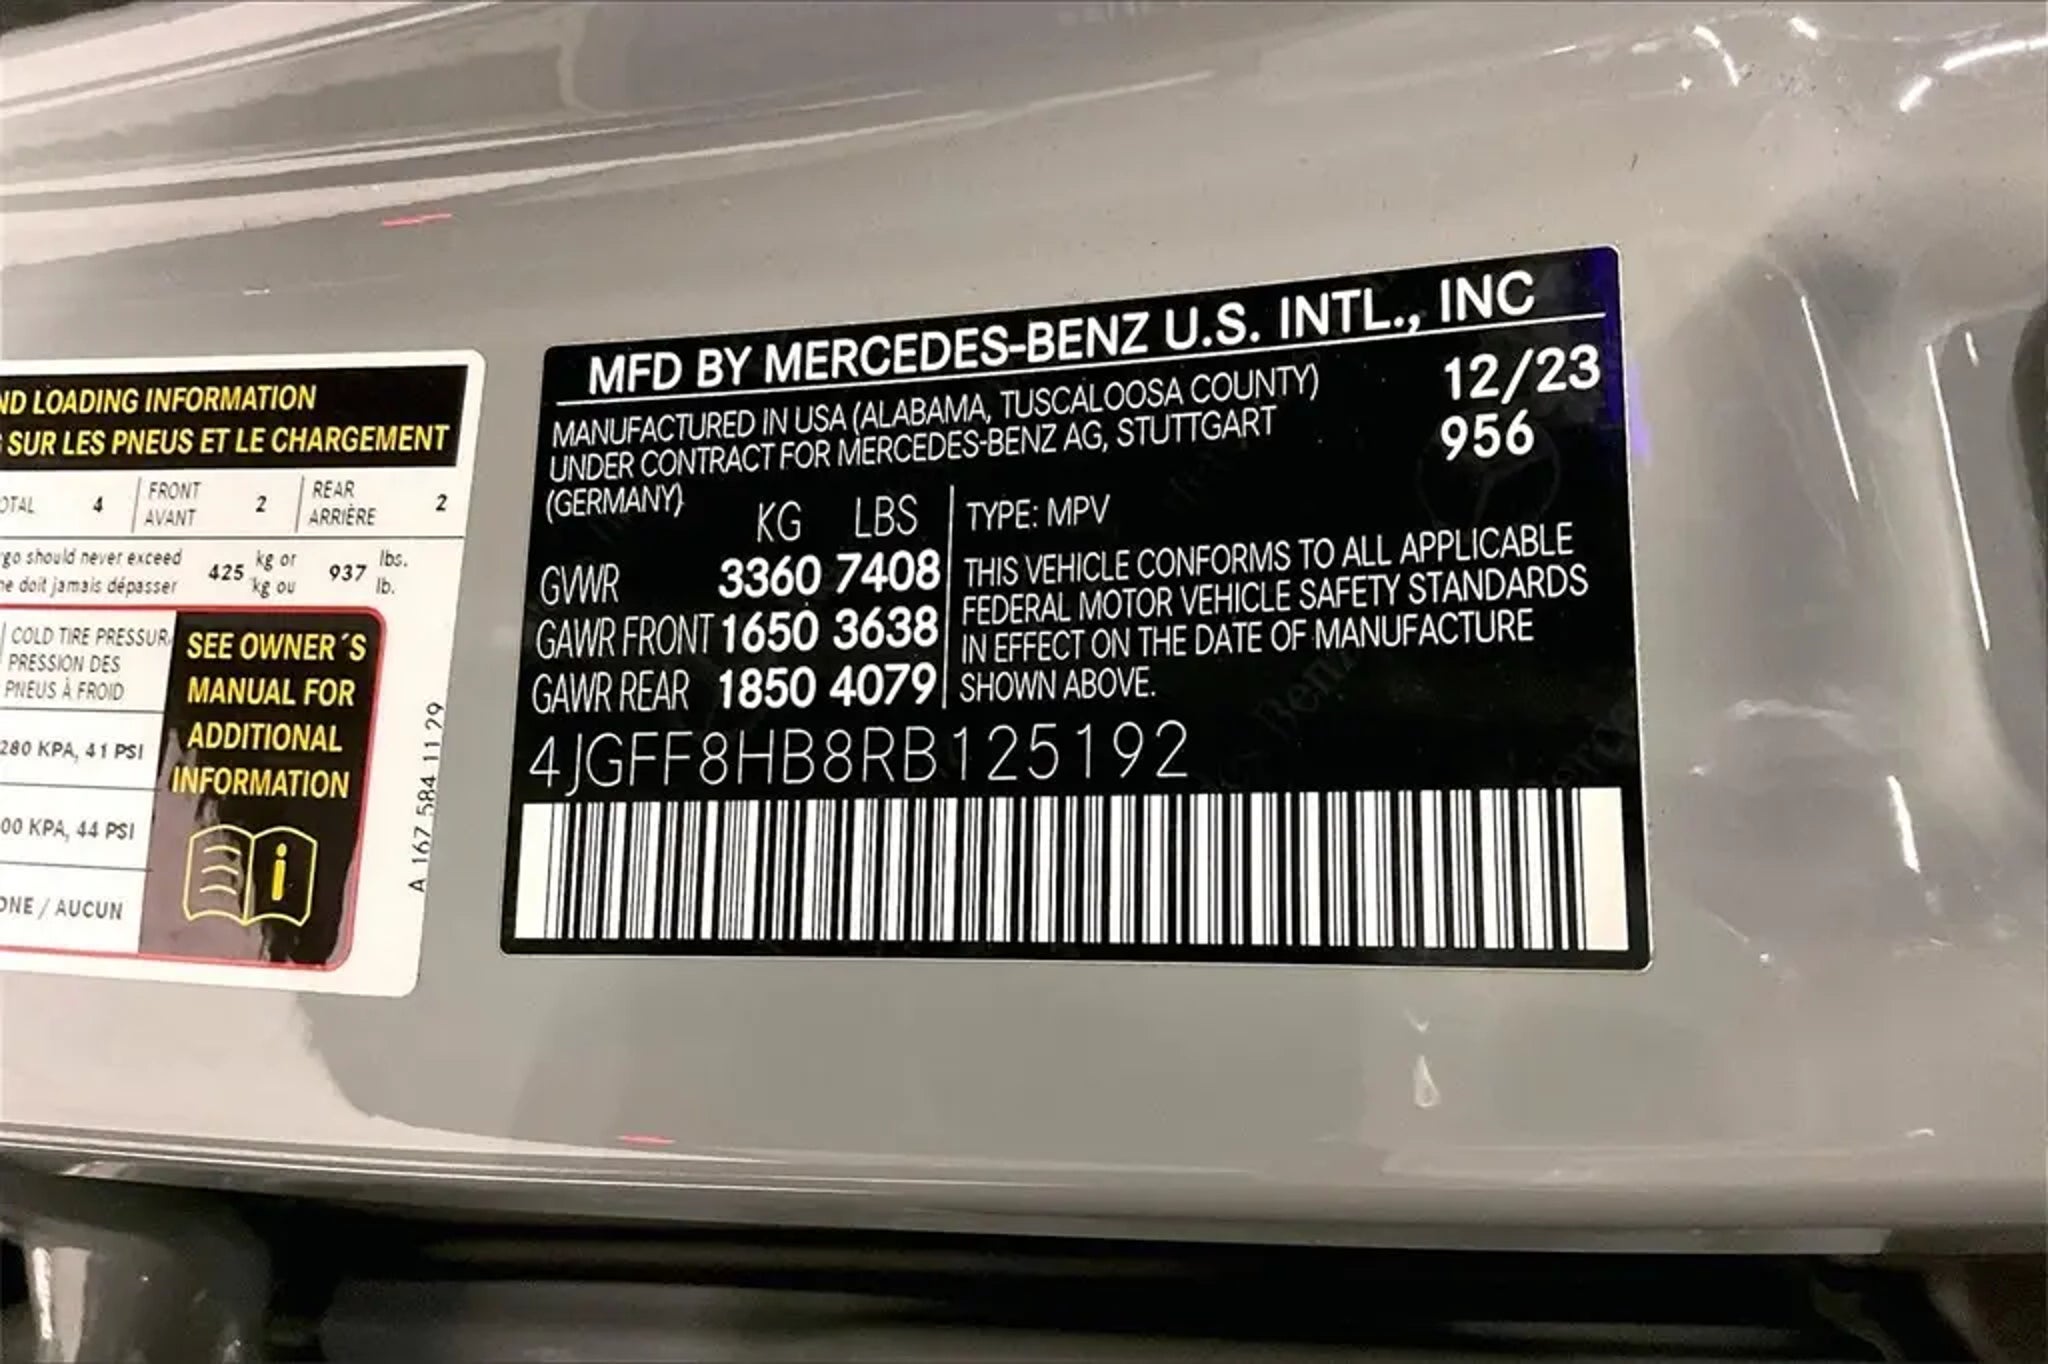 ND LOADING INFORMATION
SUR LES PNEUS ET LE CHARGEMENT
4 FRONT AVANT 2 REAR ARRIÈRE 2
should never exceed
doit jamais dépasser
425 kg or kg ou 937 lbs. lb.
COLD TIRE PRESSUR
PRESSION DES
PNEUS À FROID
280 KPA, 41 PSI
00 KPA, 44 PSI
/ AUCUN
SEE OWNER´S
MANUAL FOR
ADDITIONAL
INFORMATION
A 167 584 11 29
MFD BY MERCEDES-BENZ U.S. INTL., INC
MANUFACTURED IN USA (ALABAMA, TUSCALOOSA COUNTY) 12/23
UNDER CONTRACT FOR MERCEDES-BENZ AG, STUTTGART 956
(GERMANY)
KG LBS
GVWR 3360 7408
GAWR FRONT 1650 3638
GAWR REAR 1850 4079
TYPE: MPV
THIS VEHICLE CONFORMS TO ALL APPLICABLE
FEDERAL MOTOR VEHICLE SAFETY STANDARDS
IN EFFECT ON THE DATE OF MANUFACTURE
SHOWN ABOVE.
4JGFF8HB8RB125192